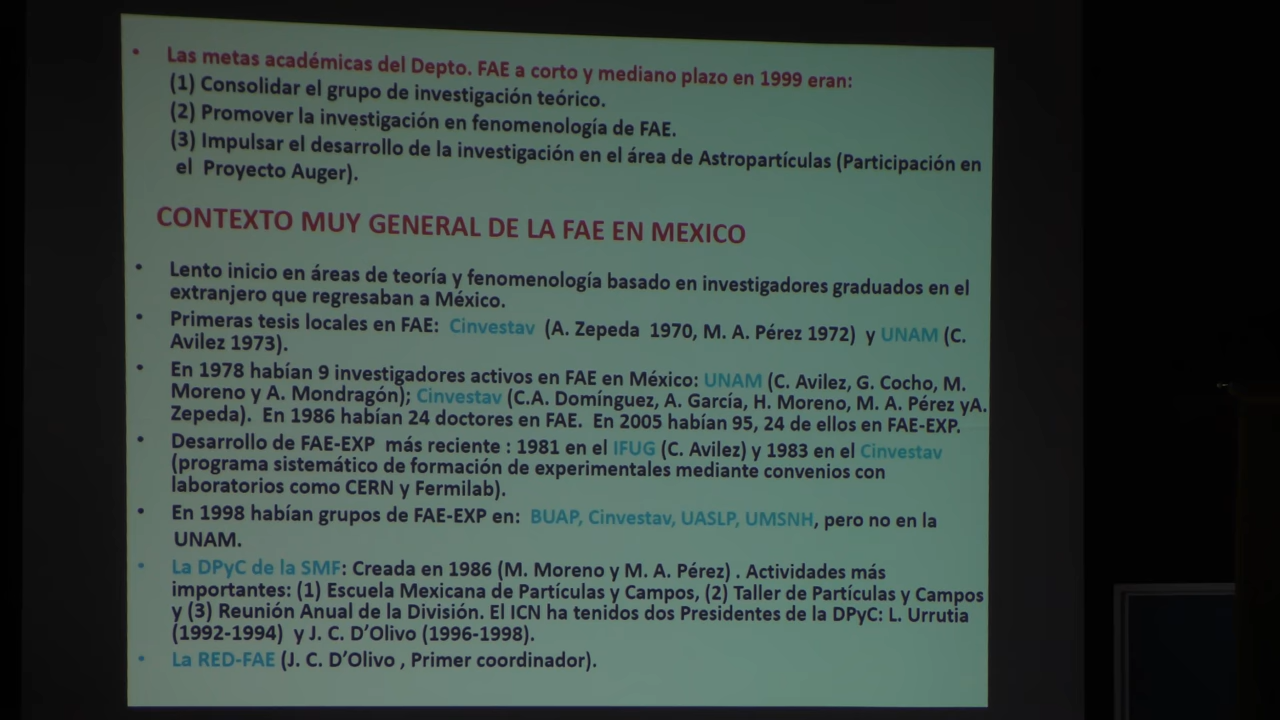 • Las metas académicas del Depto. FAE a corto y mediano plazo en 1999 eran:
(1) Consolidar el grupo de investigación teórico.
(2) Promover la investigación en fenomenología de FAE.
(3) Impulsar el desarrollo de la investigación en el área de Astropartículas (Participación en
el Proyecto Auger).
CONTEXTO MUY GENERAL DE LA FAE EN MEXICO
• Lento inicio en áreas de teoría y fenomenología basado en investigadores graduados en el
extranjero que regresaban a México.
• Primeras tesis locales en FAE: Cinvestav (A. Zepeda 1970, M. A. Pérez 1972) y UNAM (C.
Avilez 1973).
• En 1978 habían 9 investigadores activos en FAE en México: UNAM (C. Avilez, G. Cocho, M.
Moreno y A. Mondragón); Cinvestav (C.A. Domínguez, A. García, H. Moreno, M. A. Pérez yA.
Zepeda). En 1986 habían 24 doctores en FAE. En 2005 habían 95, 24 de ellos en FAE-EXP.
• Desarrollo de FAE-EXP más reciente : 1981 en el IFUG (C. Avilez) y 1983 en el Cinvestav
(programa sistemático de formación de experimentales mediante convenios con
laboratorios como CERN y Fermilab).
• En 1998 habían grupos de FAE-EXP en: BUAP, Cinvestav, UASLP, UMSNH, pero no en la
UNAM.
• La DPyC de la SMF: Creada en 1986 (M. Moreno y M. A. Pérez) . Actividades más
importantes: (1) Escuela Mexicana de Partículas y Campos, (2) Taller de Partículas y Campos
y (3) Reunión Anual de la División. El ICN ha tenidos dos Presidentes de la DPyC: L. Urrutia
(1992-1994) y J. C. D'Olivo (1996-1998).
• La RED-FAE (J. C. D'Olivo , Primer coordinador).